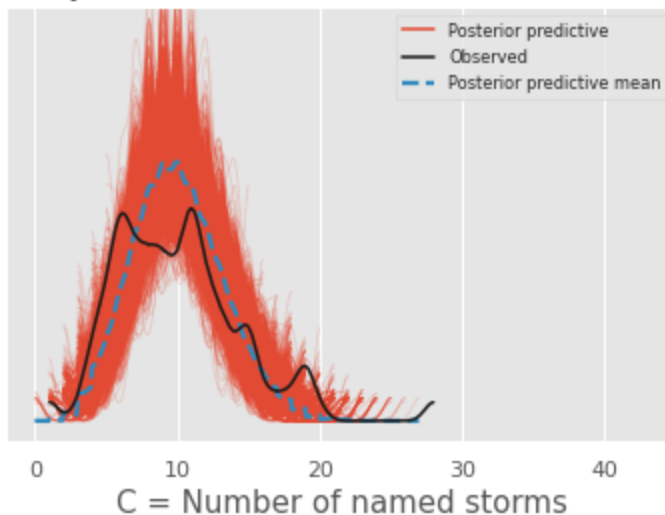 Posterior predictive
Observed
Posterior predictive mean
0 10 20 30 40
C = Number of named storms